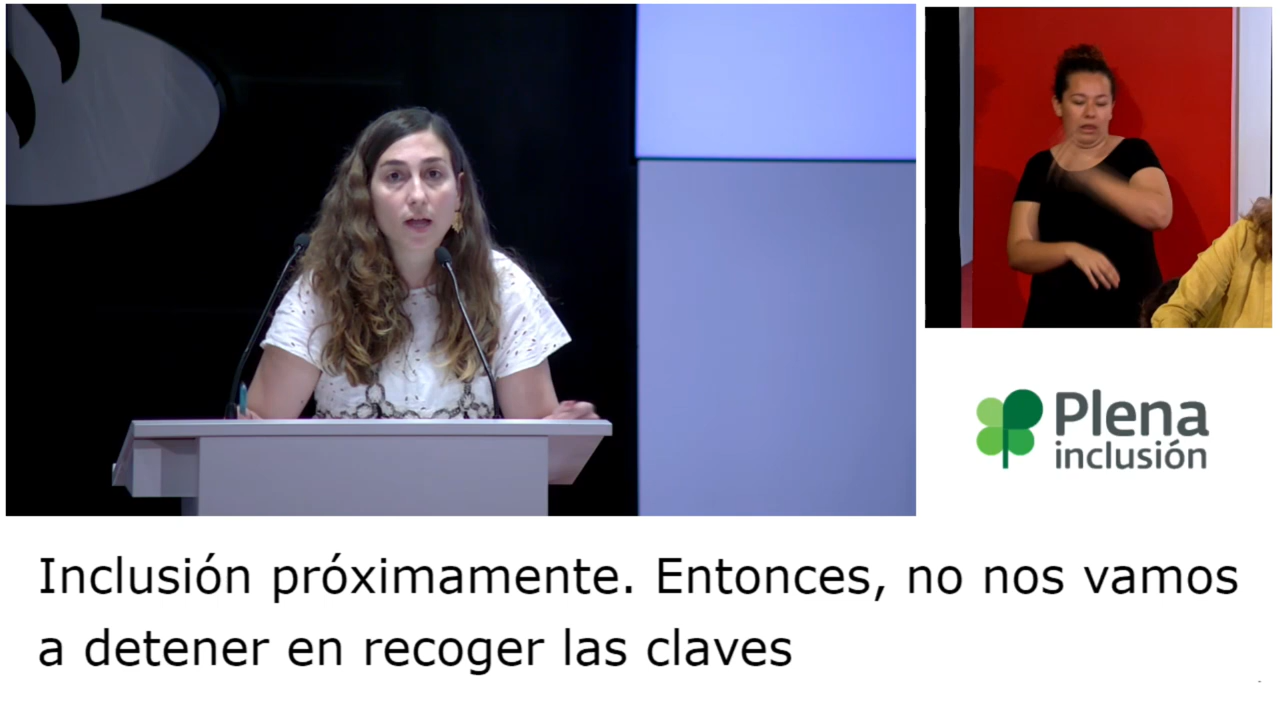 Plena
inclusión
Inclusión próximamente. Entonces, no nos vamos
a detener en recoger las claves